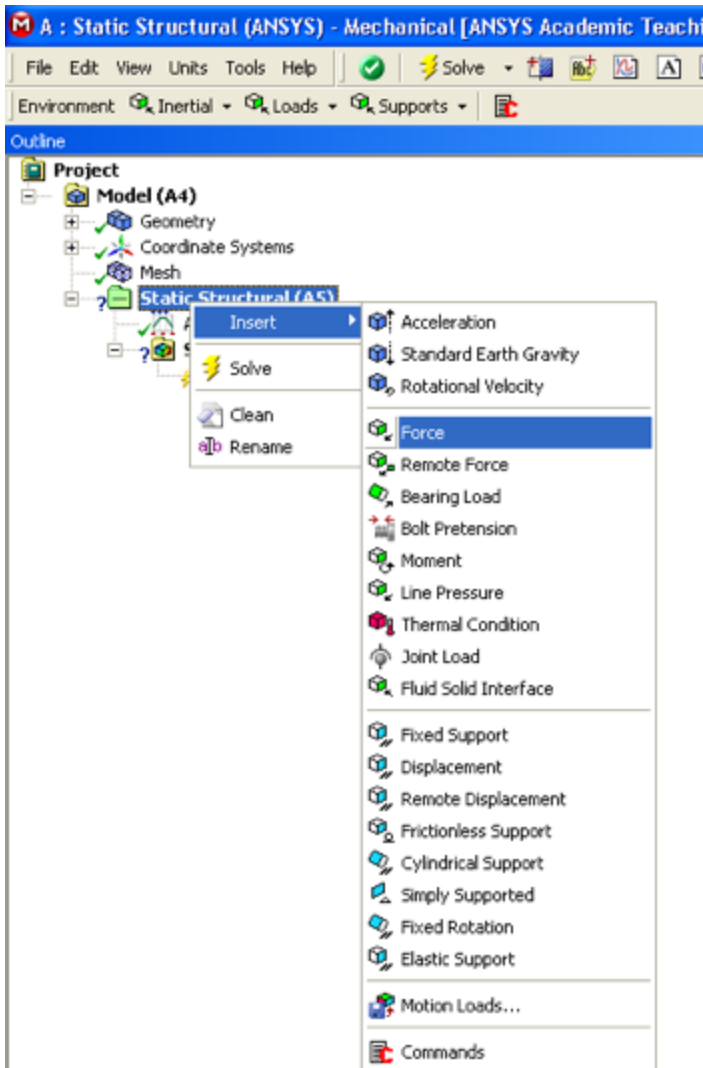 A : Static Structural (ANSYS) - Mechanical [ANSYS Academic Teachi
File Edit View Units Tools Help Solve A
Environment Inertial Loads Supports
Outline
Project
Model (A4)
Geometry
Coordinate Systems
Mesh
Static Structural (A5)
Insert
Solve
Clean
Rename
Acceleration
Standard Earth Gravity
Rotational Velocity
Force
Remote Force
Bearing Load
Bolt Pretension
Moment
Line Pressure
Thermal Condition
Joint Load
Fluid Solid Interface
Fixed Support
Displacement
Remote Displacement
Frictionless Support
Cylindrical Support
Simply Supported
Fixed Rotation
Elastic Support
Motion Loads...
Commands